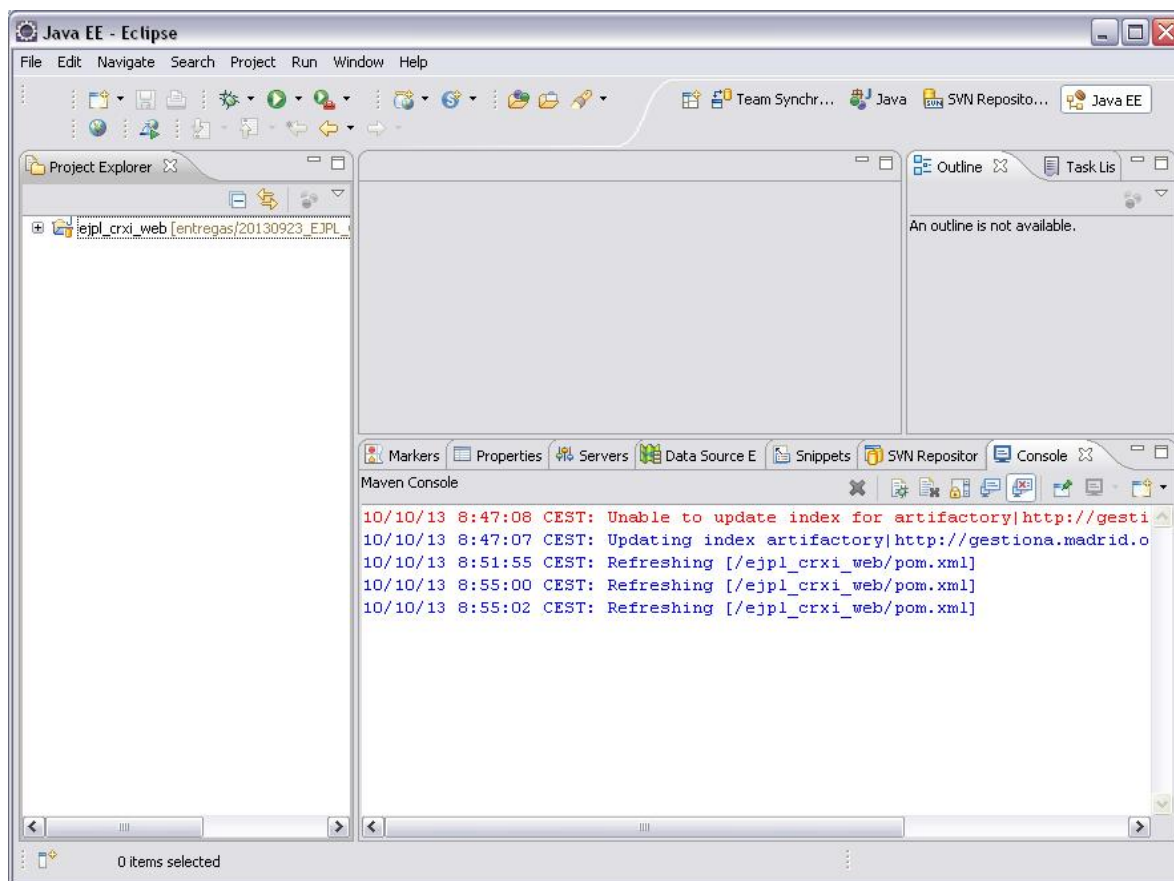 Java EE - Eclipse
File Edit Navigate Search Project Run Window Help
Team Synchr... Java SVN Reposito... Java EE
Project Explorer
Outline Task Lis
ejpl_crxi_web [entregas/20130923_EJPL_
An outline is not available.
Markers Properties Servers Data Source E Snippets SVN Repositor Console
Maven Console
10/10/13 8:47:08 CEST: Unable to update index for artifactory|http://gesti
10/10/13 8:47:07 CEST: Updating index artifactory|http://gestiona.madrid.o
10/10/13 8:51:55 CEST: Refreshing [/ejpl_crxi_web/pom.xml]
10/10/13 8:55:00 CEST: Refreshing [/ejpl_crxi_web/pom.xml]
10/10/13 8:55:02 CEST: Refreshing [/ejpl_crxi_web/pom.xml]
0 items selected